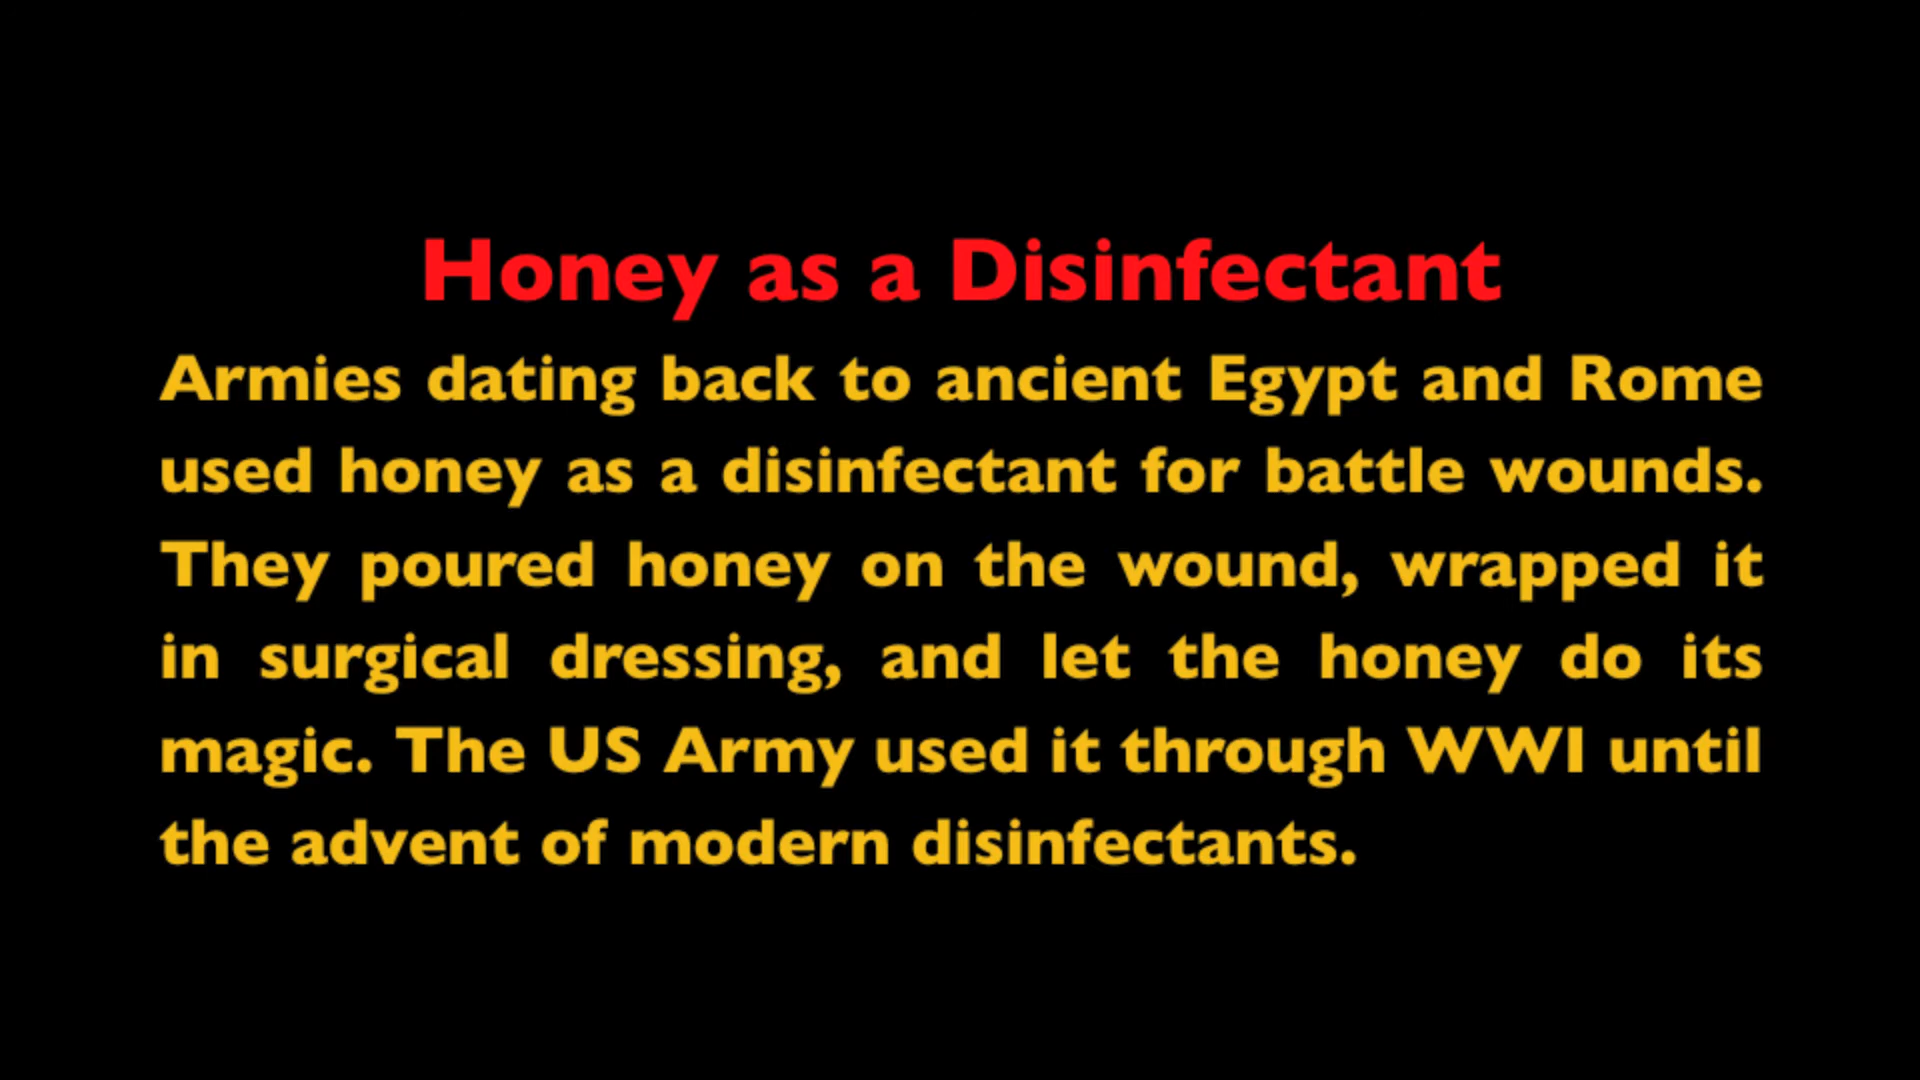 Honey as a Disinfectant
Armies dating back to ancient Egypt and Rome
used honey as a disinfectant for battle wounds.
They poured honey on the wound, wrapped it
in surgical dressing, and let the honey do its
magic. The US Army used it through WWI until
the advent of modern disinfectants.